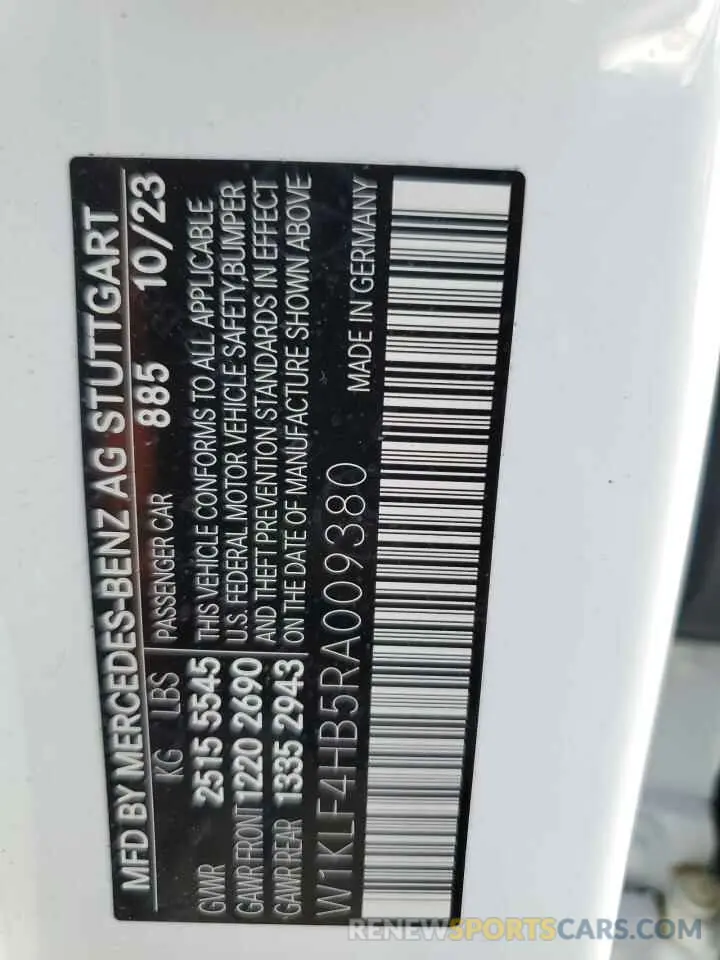 MFD BY MERCEDES-BENZ AG STUTTGART
KG LBS PASSENGER CAR 885 10/23
GVWR 2515 5545 THIS VEHICLE CONFORMS TO ALL APPLICABLE
GAWR FRONT 1220 2690 U.S. FEDERAL MOTOR VEHICLE SAFETY,BUMPER
GAWR REAR 1335 2943 AND THEFT PREVENTION STANDARDS IN EFFECT
ON THE DATE OF MANUFACTURE SHOWN ABOVE
W1KLF4HB5RA009380 MADE IN GERMANY
RENEWSPORTSCARS.COM